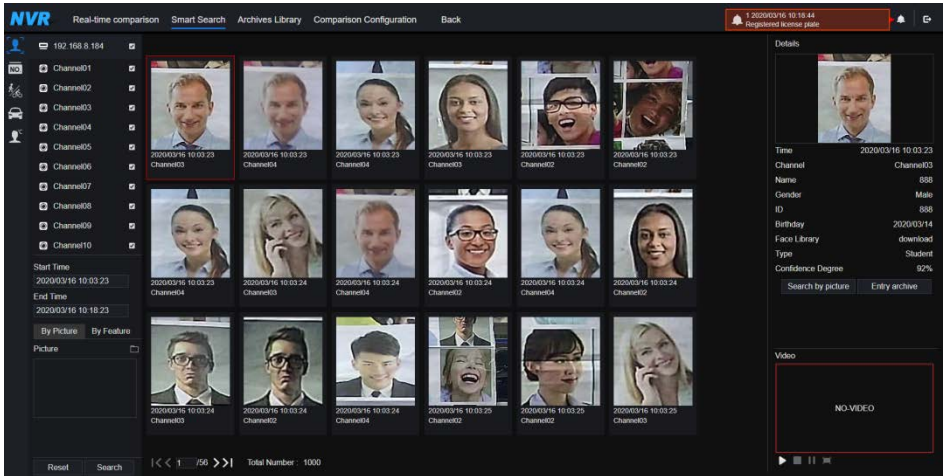 NVR Real-time comparison Smart Search Archives Library Comparison Configuration Back
1 2020/03/16 10:18:44
Registered license plate
NO.
192.168.8.184
Channel01
Channel02
Channel03
Channel04
Channel05
Channel06
Channel07
Channel08
Channel09
Channel10
Start Time
2020/03/16 10:03:23
End Time
2020/03/16 10:18:23
By Picture By Feature
Picture
Reset Search
2020/03/16 10:03:23 2020/03/16 10:03:23 2020/03/16 10:03:23 2020/03/16 10:03:23 2020/03/16 10:03:23 2020/03/16 10:03:23
Channel03 Channel04 Channel04 Channel03 Channel02 Channel02
2020/03/16 10:03:23 2020/03/16 10:03:24 2020/03/16 10:03:24 2020/03/16 10:03:24 2020/03/16 10:03:24 2020/03/16 10:03:24
Channel04 Channel03 Channel04 Channel02 Channel04 Channel02
2020/03/16 10:03:24 2020/03/16 10:03:24 2020/03/16 10:03:24 2020/03/16 10:03:25 2020/03/16 10:03:25 2020/03/16 10:03:25
Channel03 Channel02 Channel04 Channel02 Channel02 Channel03
1 /56 Total Number : 1000
Details
Time 2020/03/16 10:03:23
Channel Channel03
Name 888
Gender Male
ID 888
Birthday 2020/03/14
Face Library download
Type Student
Confidence Degree 92%
Search by picture Entry archive
Video
NO-VIDEO